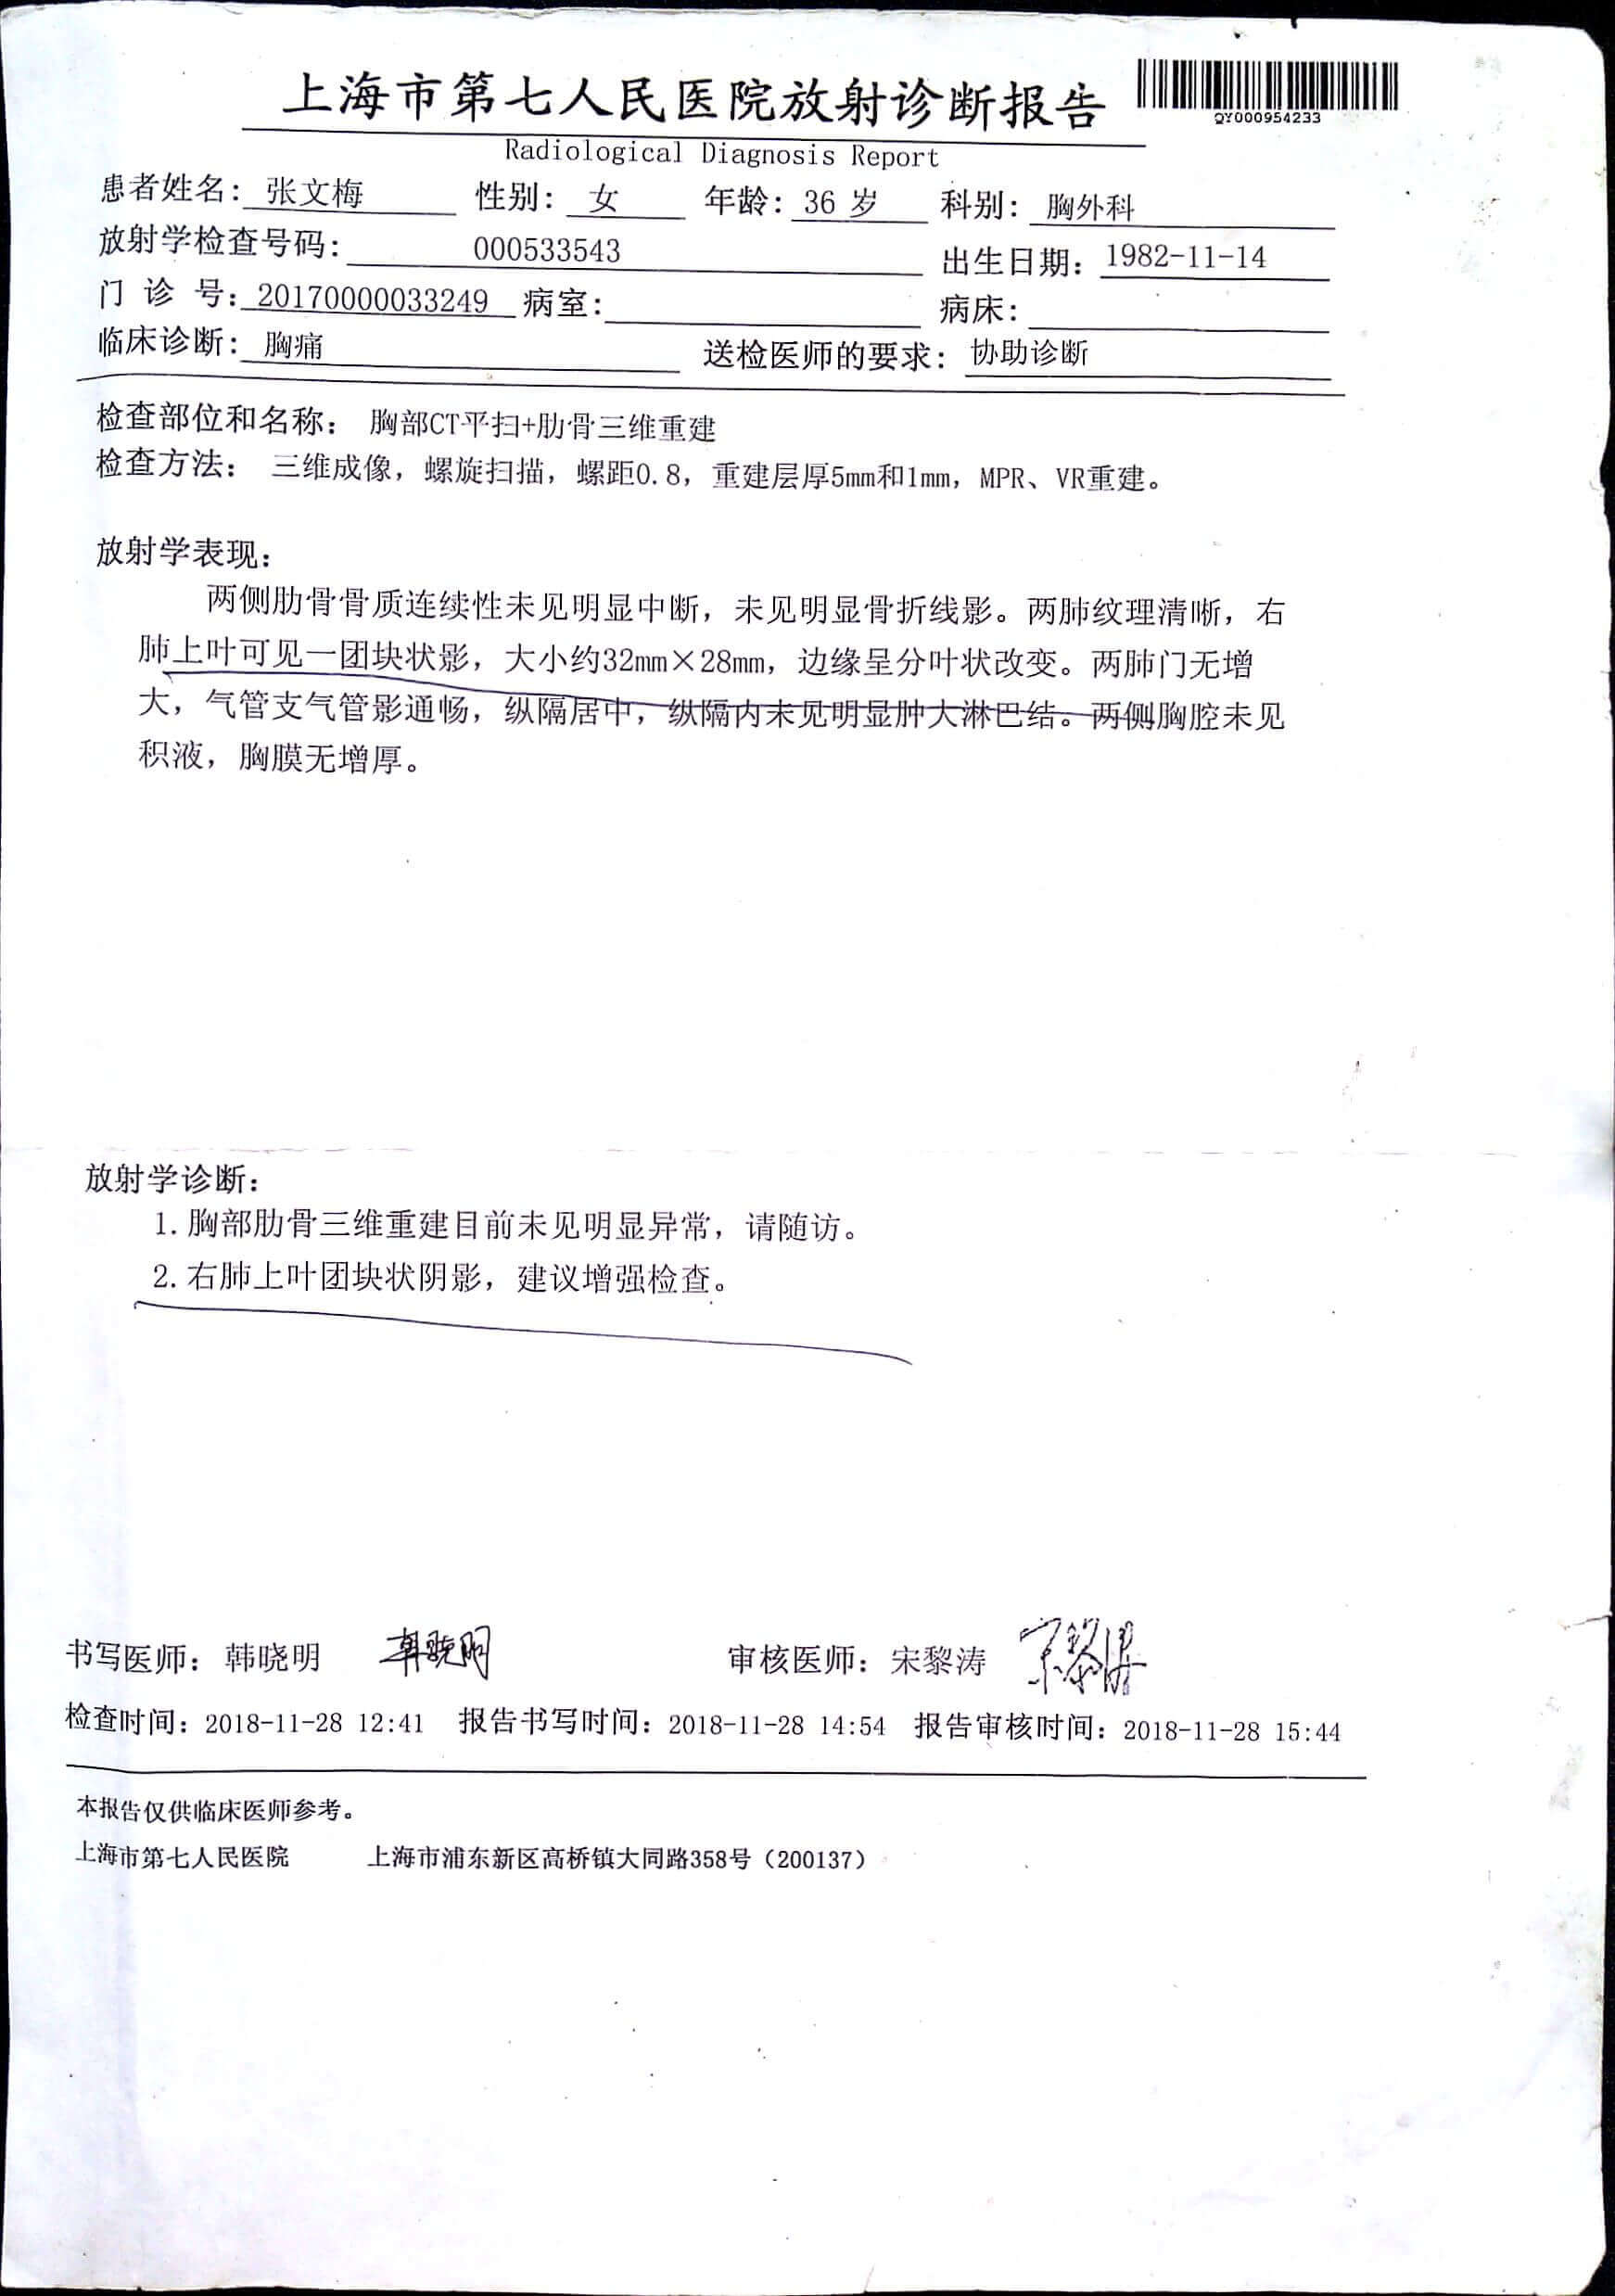 上海市第七人民医院放射诊断报告
QY000954233
Radiological Diagnosis Report
患者姓名：张文梅 性别：女 年龄：36 岁 科别：胸外科
放射学检查号码：000533543 出生日期：1982-11-14
门 诊 号：20170000033249 病室： 病床：
临床诊断：胸痛 送检医师的要求：协助诊断
检查部位和名称： 胸部CT平扫+肋骨三维重建
检查方法： 三维成像，螺旋扫描，螺距0.8，重建层厚5mm和1mm，MPR、VR重建。
放射学表现：
两侧肋骨骨质连续性未见明显中断，未见明显骨折线影。两肺纹理清晰，右
肺上叶可见一团块状影，大小约32mm×28mm，边缘呈分叶状改变。两肺门无增
大，气管支气管影通畅，纵隔居中，纵隔内未见明显肿大淋巴结。两侧胸腔未见
积液，胸膜无增厚。
放射学诊断：
1.胸部肋骨三维重建目前未见明显异常，请随访。
2.右肺上叶团块状阴影，建议增强检查。
书写医师：韩晓明 韩晓明 审核医师：宋黎涛 宋黎涛
检查时间：2018-11-28 12:41 报告书写时间：2018-11-28 14:54 报告审核时间：2018-11-28 15:44
本报告仅供临床医师参考。
上海市第七人民医院 上海市浦东新区高桥镇大同路358号（200137）